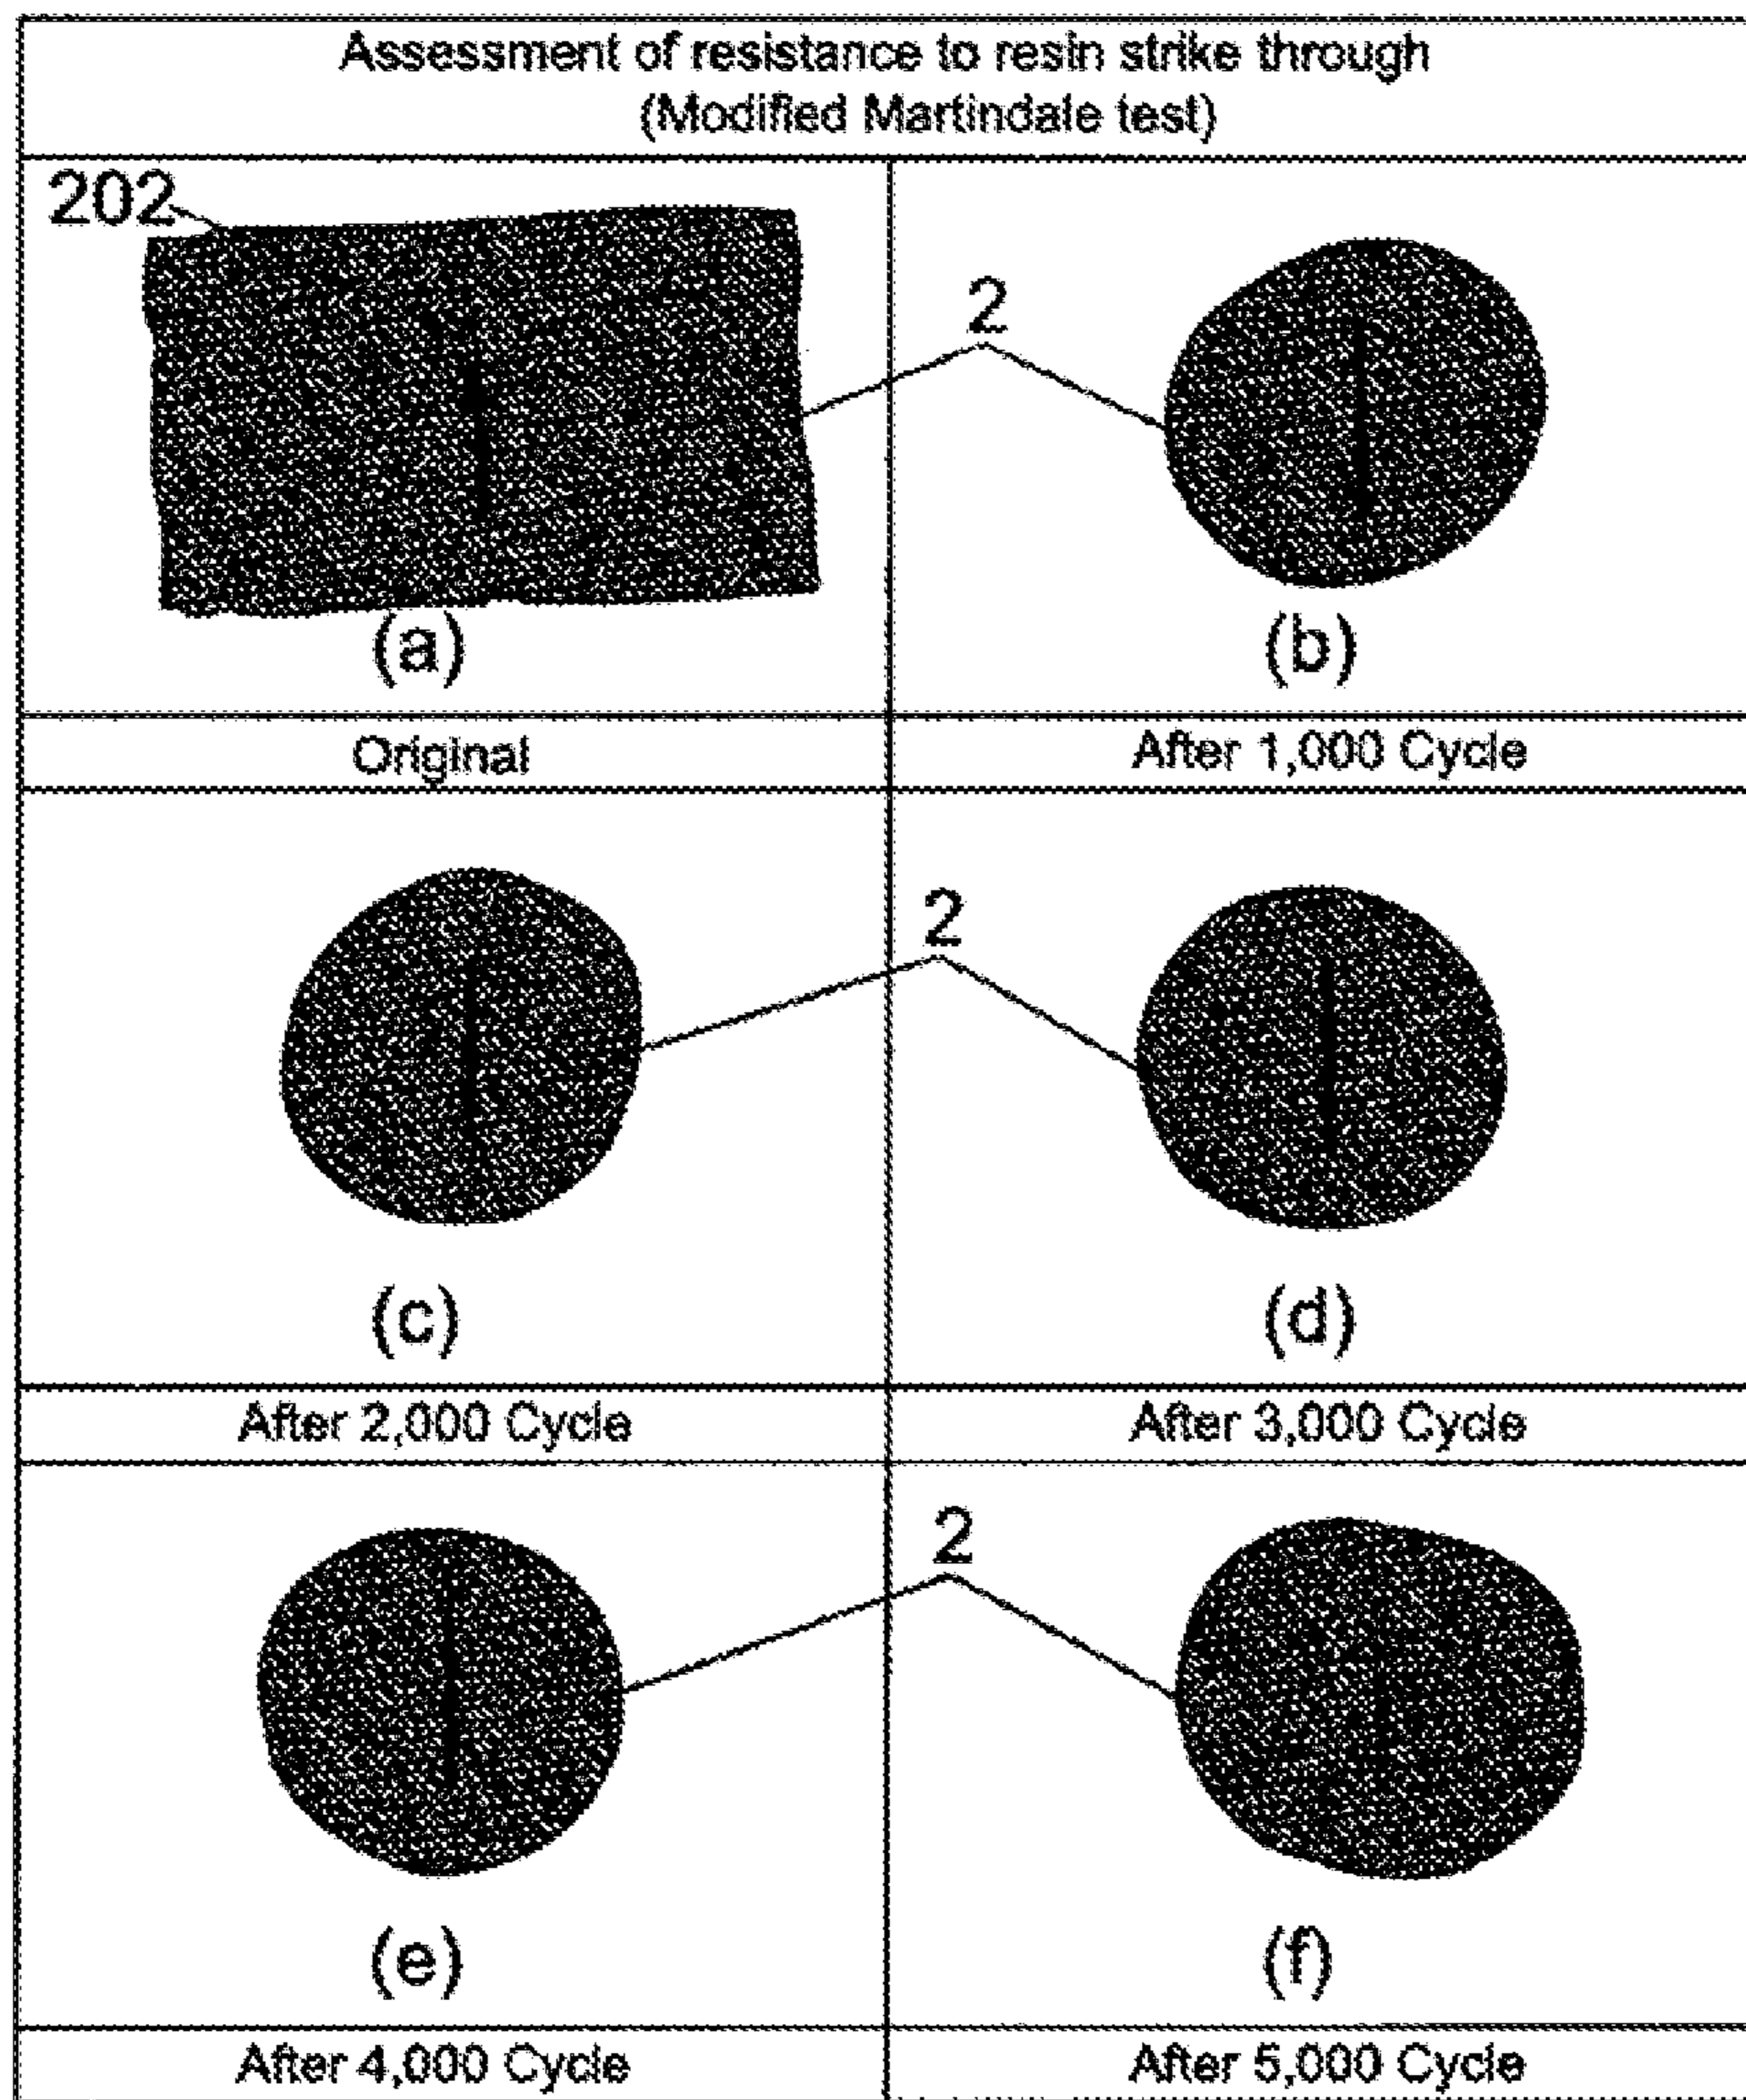 Assessment of resistance to resin strike through
(Modified Martindale test)
202
2
(a)
(b)
Original
After 1,000 Cycle
2
(c)
(d)
After 2,000 Cycle
After 3,000 Cycle
2
(e)
(f)
After 4,000 Cycle
After 5,000 Cycle